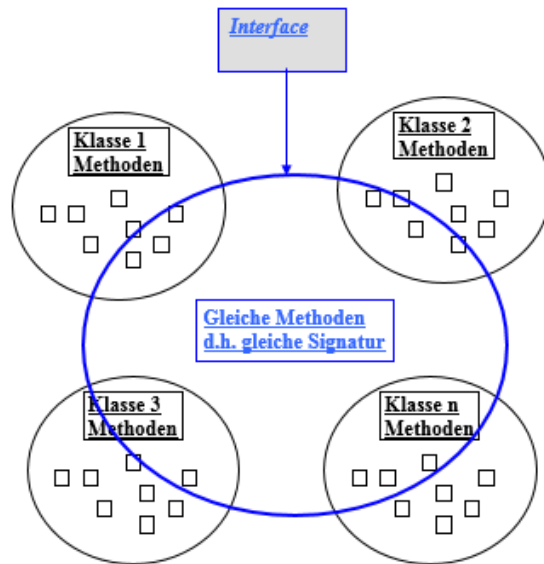 Interface
Klasse 1
Methoden
Klasse 2
Methoden
Gleiche Methoden
d.h. gleiche Signatur
Klasse 3
Methoden
Klasse n
Methoden